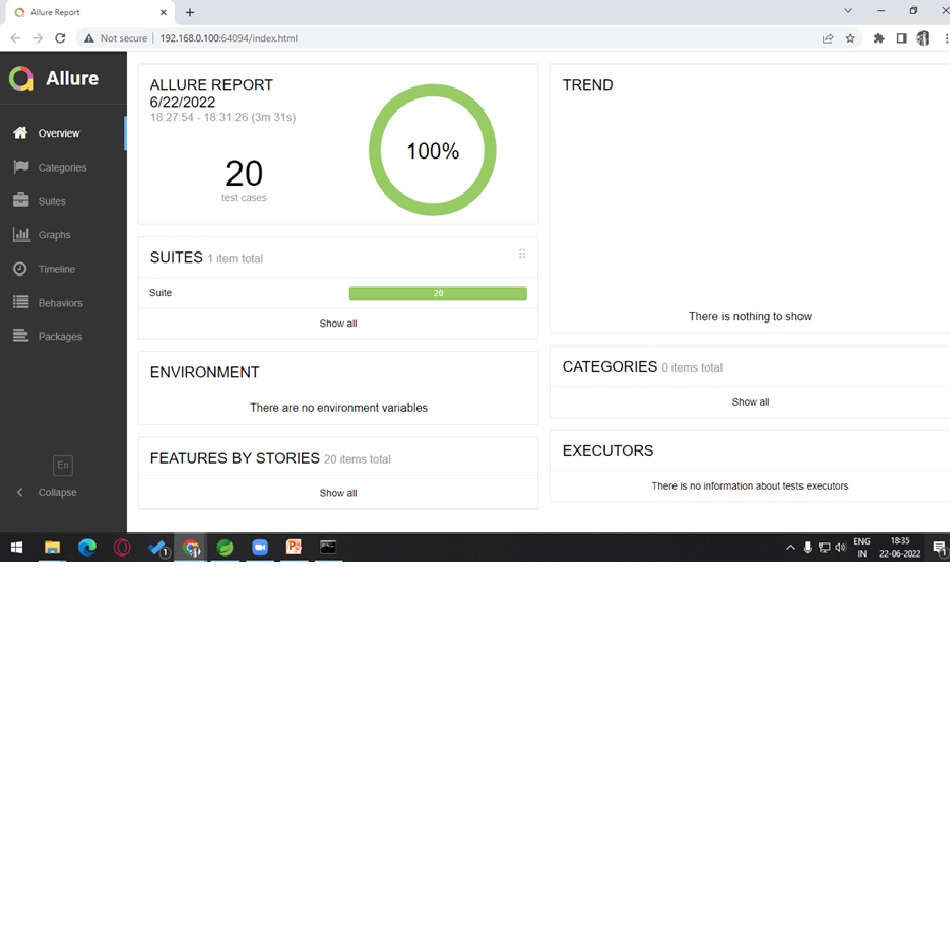 Allure Report
Not secure 192.168.0.100:64094/index.html
Allure
Overview
Categories
Suites
Graphs
Timeline
Behaviors
Packages
En
Collapse
ALLURE REPORT
6/22/2022
18:27:54 - 18:31:26 (3m 31s)
20
test cases
100%
SUITES 1 item total
Suite 20
Show all
ENVIRONMENT
There are no environment variables
FEATURES BY STORIES 20 items total
Show all
TREND
There is nothing to show
CATEGORIES 0 items total
Show all
EXECUTORS
There is no information about tests executors
1
ENG
IN
18:35
22-06-2022
1